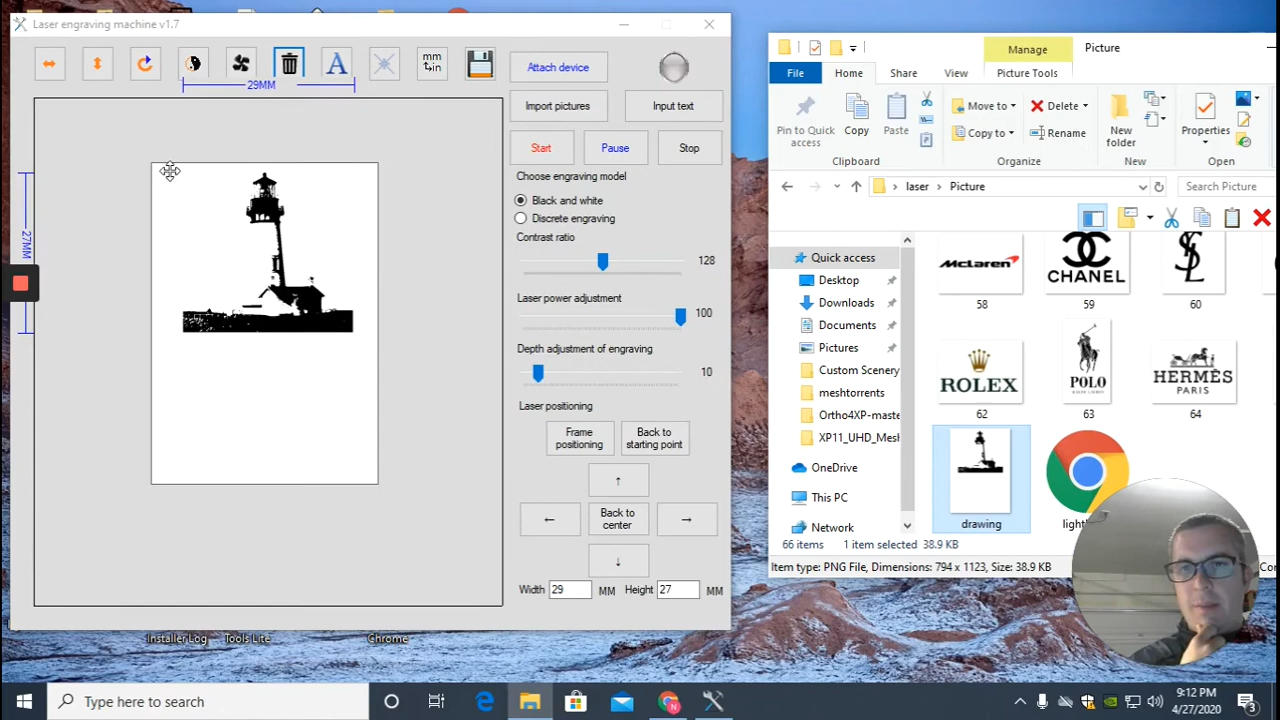 Laser engraving machine v1.7
mm
in
29MM
27MM
Attach device
Import pictures
Input text
Start
Pause
Stop
Choose engraving model
Black and white
Discrete engraving
Contrast ratio
128
Laser power adjustment
100
Depth adjustment of engraving
10
Laser positioning
Frame positioning
Back to starting point
Back to center
Width 29 MM Height 27 MM
Manage
Picture
File
Home
Share
View
Picture Tools
Pin to Quick access
Copy
Paste
Clipboard
Move to
Copy to
Delete
Rename
Organize
New folder
New
Properties
Open
laser > Picture
Search Picture
Quick access
Desktop
Downloads
Documents
Pictures
Custom Scenery
meshtorrents
Ortho4XP-maste
XP11_UHD_Mesh
OneDrive
This PC
Network
McLaren
58
CHANEL
59
YSL
60
ROLEX
62
POLO
63
HERMÈS
PARIS
64
drawing
66 items
1 item selected 38.9 KB
Item type: PNG File, Dimensions: 794 x 1123, Size: 38.9 KB
Installer Log
Tools Lite
Chrome
Type here to search
9:12 PM
4/27/2020
3